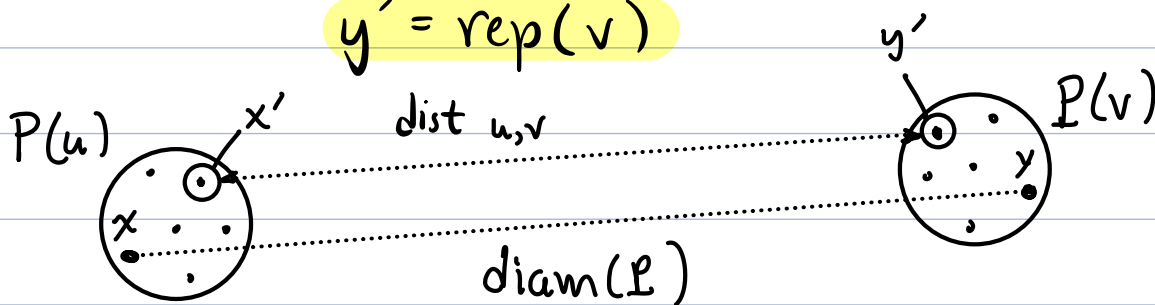 y′ = rep(v)
y′
P(u)
x′
dist u,v
P(v)
x
y
diam(P)